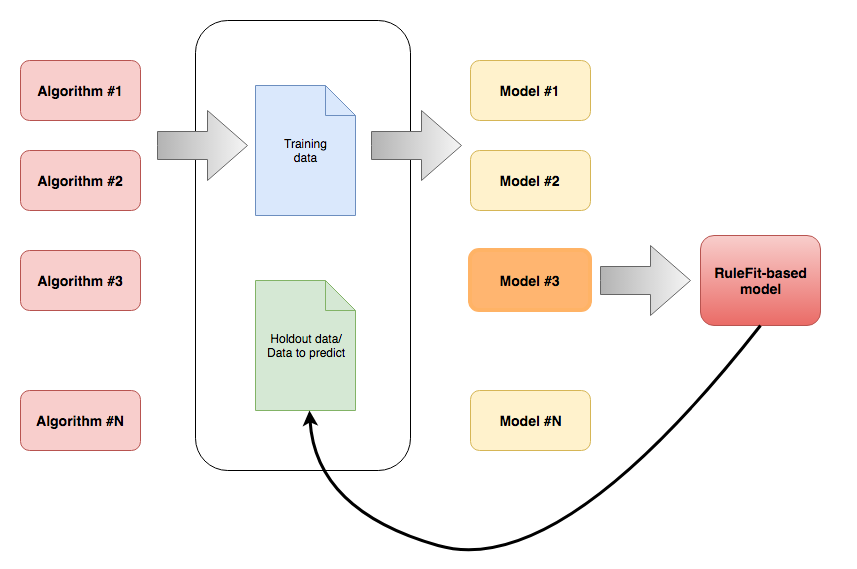 Algorithm #1
Algorithm #2
Algorithm #3
Algorithm #N
Training
data
Holdout data/
Data to predict
Model #1
Model #2
Model #3
Model #N
RuleFit-based
model